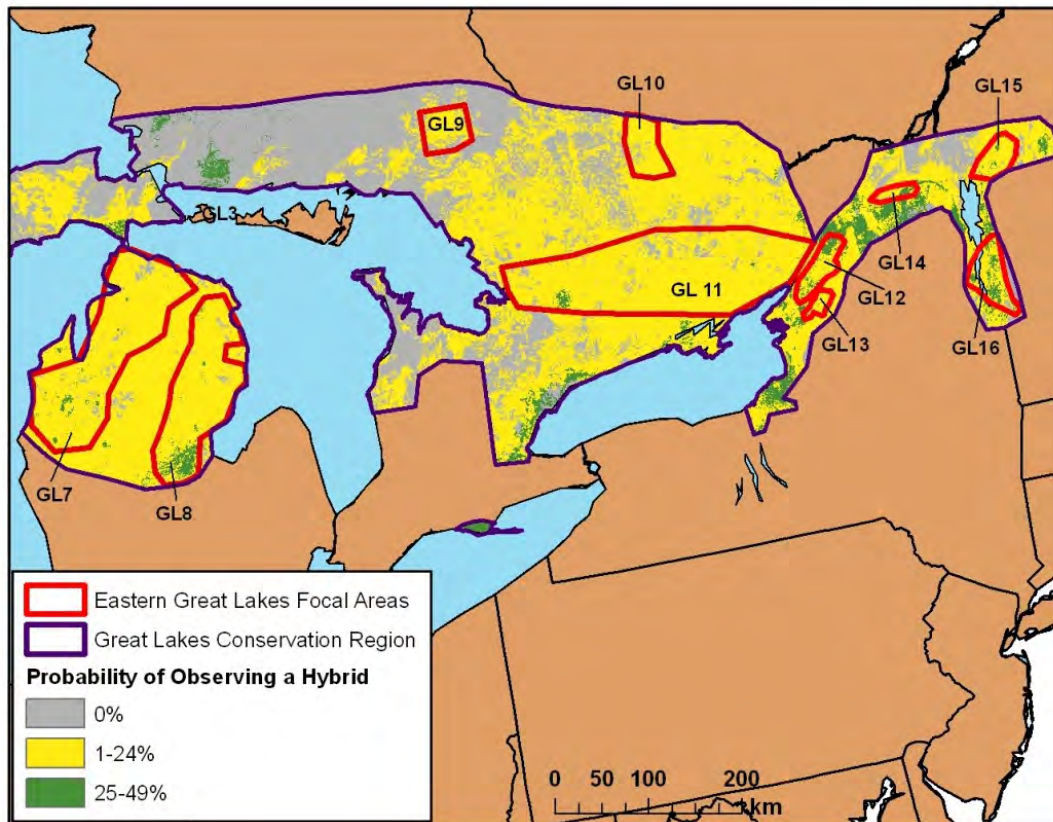 GL10
GL15
GL9
GL3
GL14
GL 11
GL12
GL13
GL16
GL7
GL8
Eastern Great Lakes Focal Areas
Great Lakes Conservation Region
Probability of Observing a Hybrid
0%
1-24%
25-49%
0 50 100 200
km